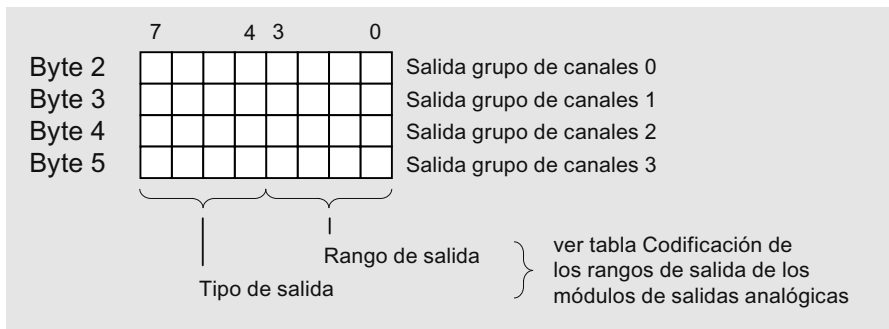 7 4 3 0
Byte 2 Salida grupo de canales 0
Byte 3 Salida grupo de canales 1
Byte 4 Salida grupo de canales 2
Byte 5 Salida grupo de canales 3
Rango de salida
Tipo de salida
ver tabla Codificación de
los rangos de salida de los
módulos de salidas analógicas